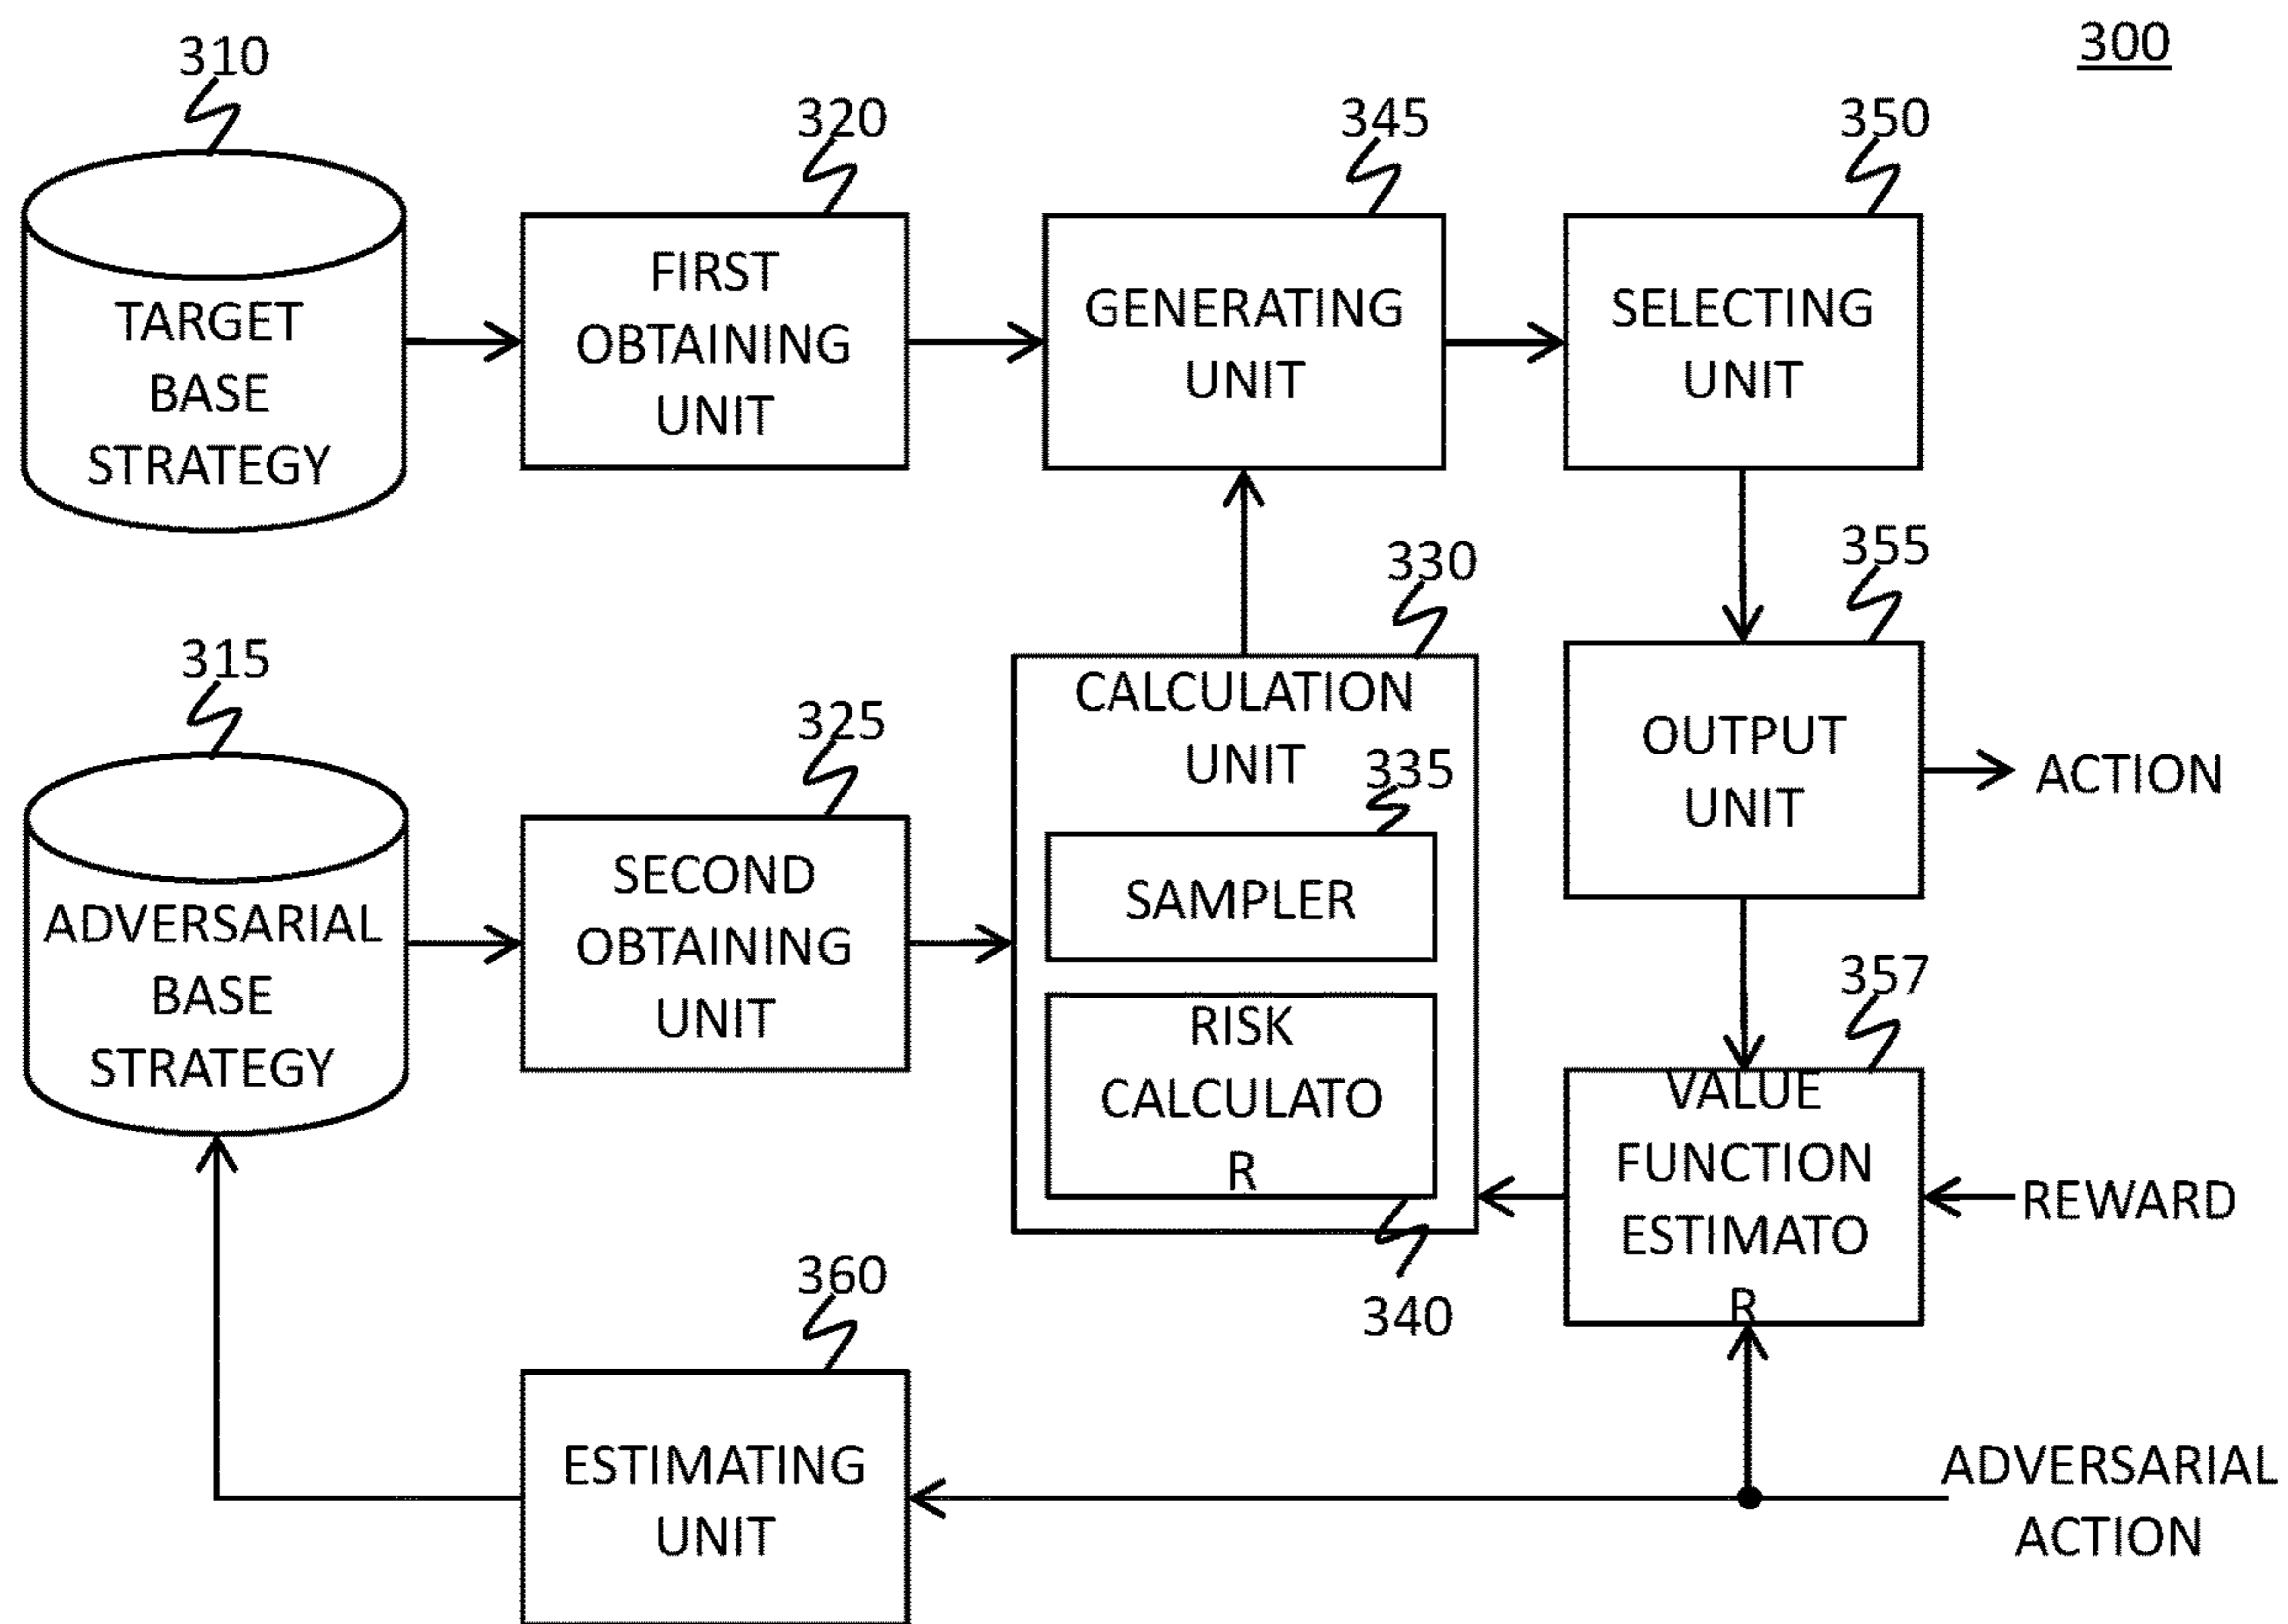 300
310
TARGET
BASE
STRATEGY
320
FIRST
OBTAINING
UNIT
345
GENERATING
UNIT
350
SELECTING
UNIT
315
ADVERSARIAL
BASE
STRATEGY
325
SECOND
OBTAINING
UNIT
330
CALCULATION
UNIT
335
SAMPLER
RISK
CALCULATO
R
340
355
OUTPUT
UNIT
ACTION
357
VALUE
FUNCTION
ESTIMATO
R
REWARD
360
ESTIMATING
UNIT
ADVERSARIAL
ACTION